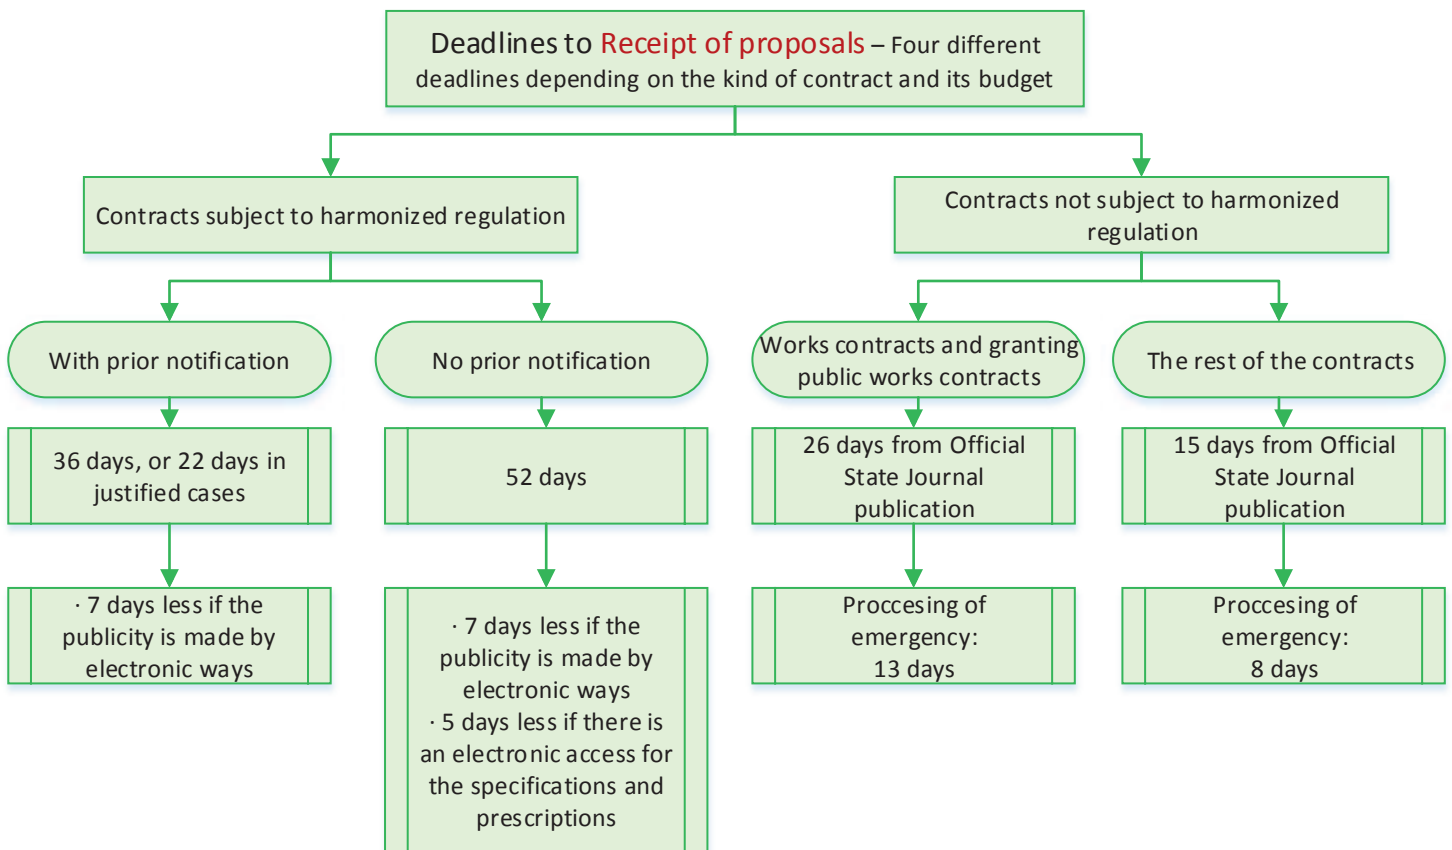 Deadlines to Receipt of proposals – Four different
deadlines depending on the kind of contract and its budget
Contracts subject to harmonized regulation
Contracts not subject to harmonized
regulation
With prior notification
No prior notification
Works contracts and granting
public works contracts
The rest of the contracts
36 days, or 22 days in
justified cases
52 days
26 days from Official
State Journal
publication
15 days from Official
State Journal
publication
· 7 days less if the
publicity is made by
electronic ways
· 7 days less if the
publicity is made by
electronic ways
· 5 days less if there is
an electronic access for
the specifications and
prescriptions
Proccesing of
emergency:
13 days
Proccesing of
emergency:
8 days